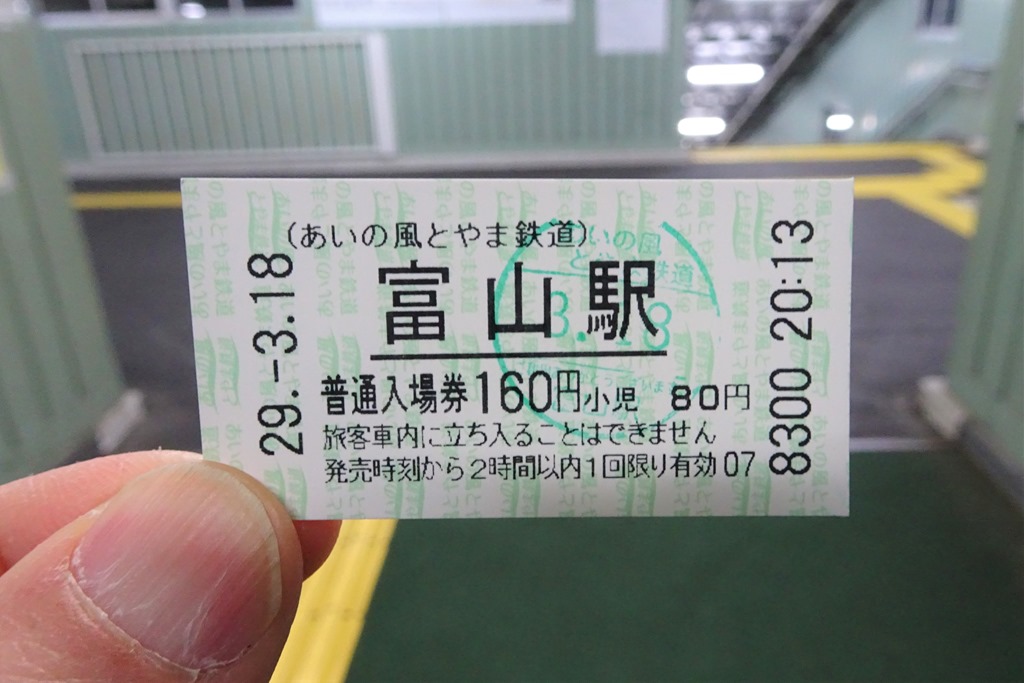 (あいの風とやま鉄道)
富山駅
普通入場券160円小児 80円
旅客車内に立ち入ることはできません
発売時刻から2時間以内1回限り有効 07
29.-3.18
8300 20:13